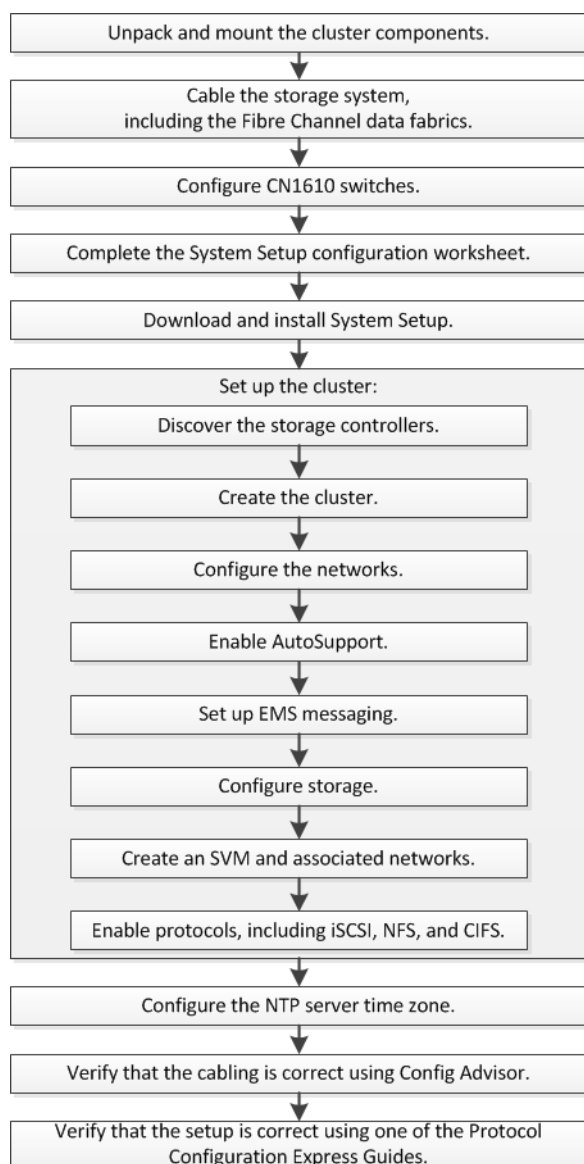 Unpack and mount the cluster components.
Cable the storage system,
including the Fibre Channel data fabrics.
Configure CN1610 switches.
Complete the System Setup configuration worksheet.
Download and install System Setup.
Set up the cluster:
Discover the storage controllers.
Create the cluster.
Configure the networks.
Enable AutoSupport.
Set up EMS messaging.
Configure storage.
Create an SVM and associated networks.
Enable protocols, including iSCSI, NFS, and CIFS.
Configure the NTP server time zone.
Verify that the cabling is correct using Config Advisor.
Verify that the setup is correct using one of the Protocol
Configuration Express Guides.